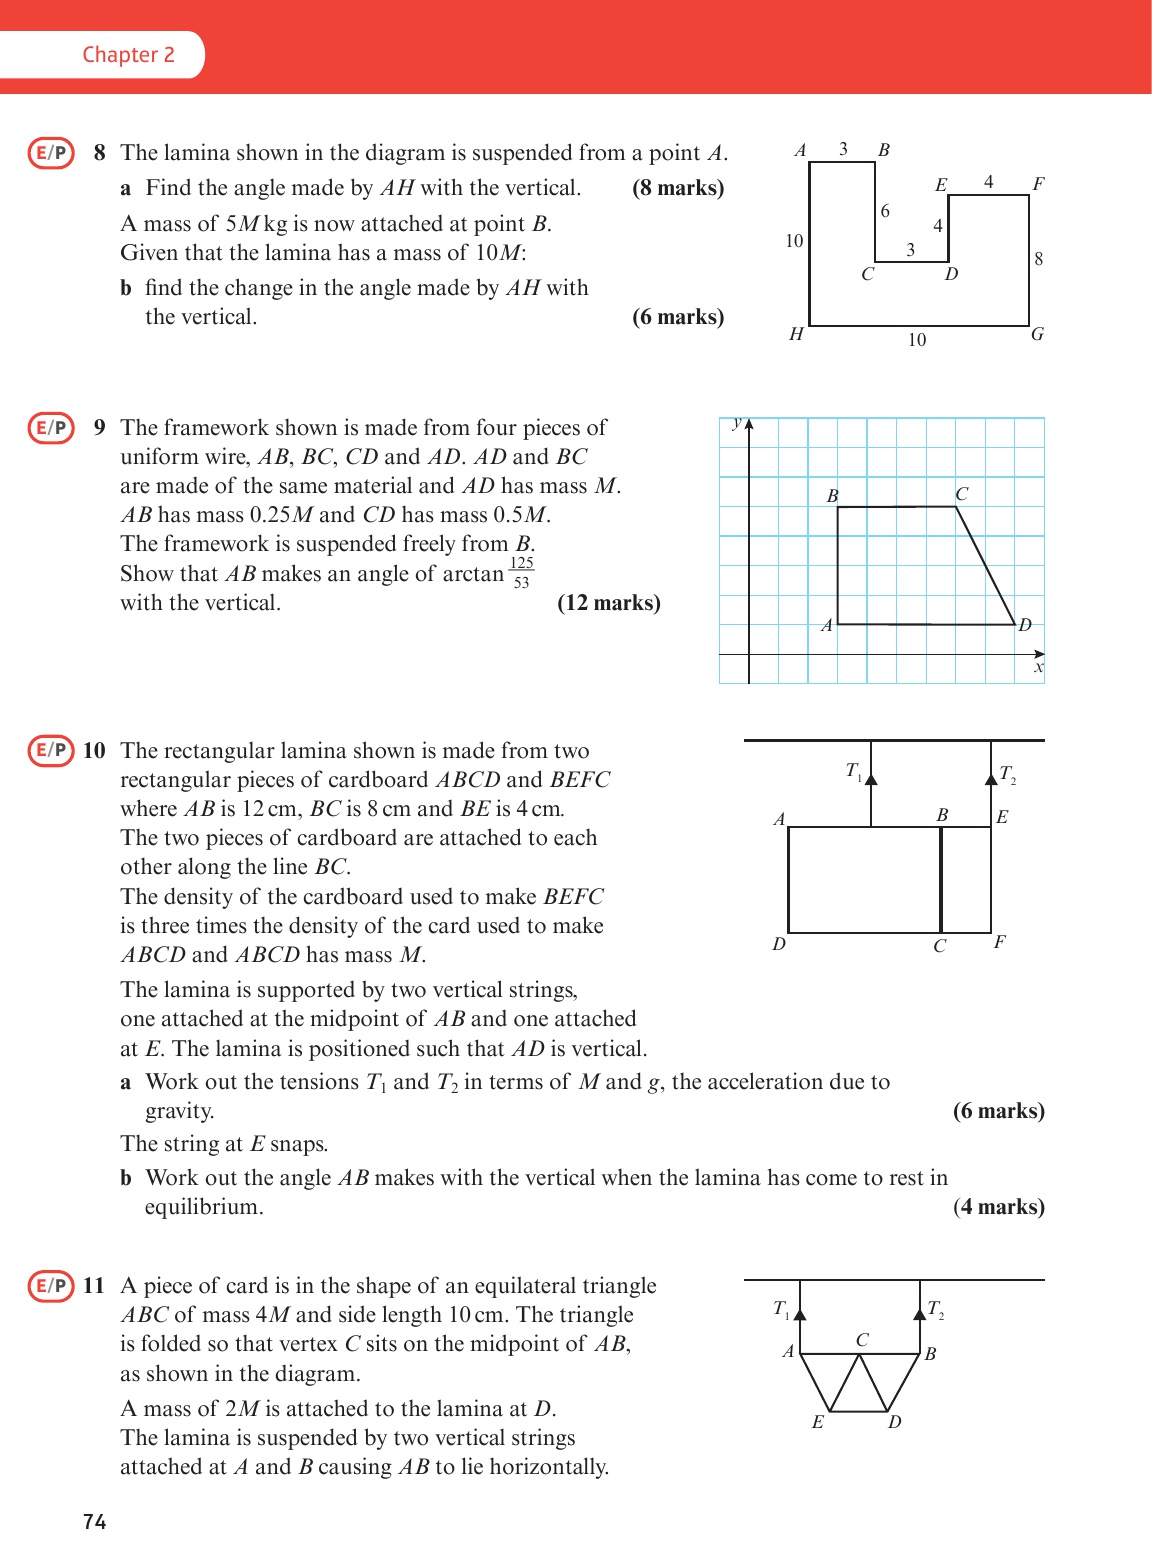 Chapter 2
E/P 8 The lamina shown in the diagram is suspended from a point A.
a Find the angle made by AH with the vertical. (8 marks)
A mass of 5M kg is now attached at point B.
Given that the lamina has a mass of 10M:
b find the change in the angle made by AH with
the vertical. (6 marks)
A 3 B
E 4 F
6
4
10
3
8
C D
H 10 G
E/P 9 The framework shown is made from four pieces of
uniform wire, AB, BC, CD and AD. AD and BC
are made of the same material and AD has mass M.
AB has mass 0.25M and CD has mass 0.5M.
The framework is suspended freely from B.
Show that AB makes an angle of arctan 125/53
with the vertical. (12 marks)
y
B C
A D
x
E/P 10 The rectangular lamina shown is made from two
rectangular pieces of cardboard ABCD and BEFC
where AB is 12 cm, BC is 8 cm and BE is 4 cm.
The two pieces of cardboard are attached to each
other along the line BC.
The density of the cardboard used to make BEFC
is three times the density of the card used to make
ABCD and ABCD has mass M.
T₁ T₂
A B E
D C F
The lamina is supported by two vertical strings,
one attached at the midpoint of AB and one attached
at E. The lamina is positioned such that AD is vertical.
a Work out the tensions T₁ and T₂ in terms of M and g, the acceleration due to
gravity. (6 marks)
The string at E snaps.
b Work out the angle AB makes with the vertical when the lamina has come to rest in
equilibrium. (4 marks)
E/P 11 A piece of card is in the shape of an equilateral triangle
ABC of mass 4M and side length 10 cm. The triangle
is folded so that vertex C sits on the midpoint of AB,
as shown in the diagram.
A mass of 2M is attached to the lamina at D.
The lamina is suspended by two vertical strings
attached at A and B causing AB to lie horizontally.
T₁ T₂
A C B
E D
74